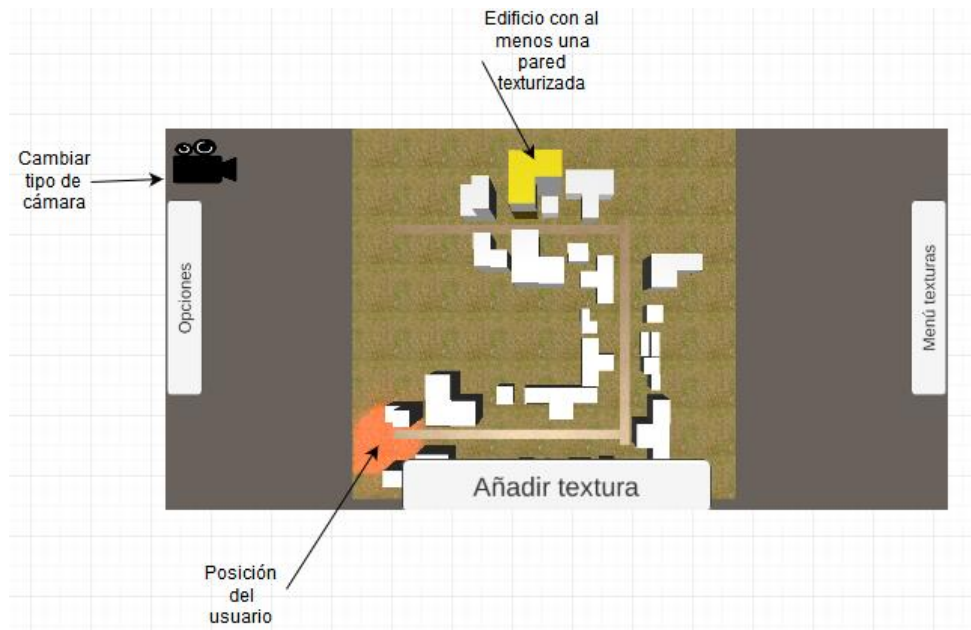 Edificio con al
menos una
pared
texturizada
Cambiar
tipo de
cámara
Opciones
Menú texturas
Añadir textura
Posición
del
usuario